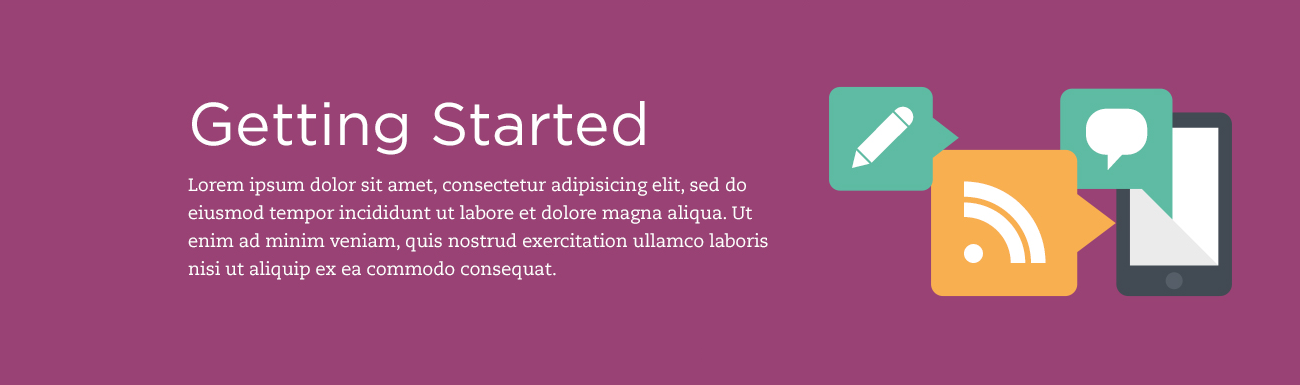 Getting Started
Lorem ipsum dolor sit amet, consectetur adipisicing elit, sed do
eiusmod tempor incididunt ut labore et dolore magna aliqua. Ut
enim ad minim veniam, quis nostrud exercitation ullamco laboris
nisi ut aliquip ex ea commodo consequat.